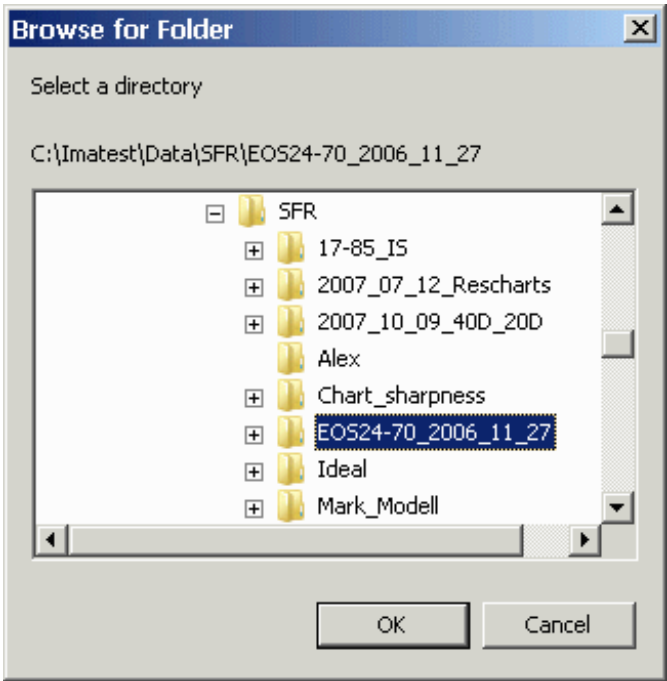 Browse for Folder
Select a directory
C:\Imatest\Data\SFR\EOS24-70_2006_11_27
SFR
17-85_IS
2007_07_12_Rescharts
2007_10_09_40D_20D
Alex
Chart_sharpness
EOS24-70_2006_11_27
Ideal
Mark_Modell
OK Cancel